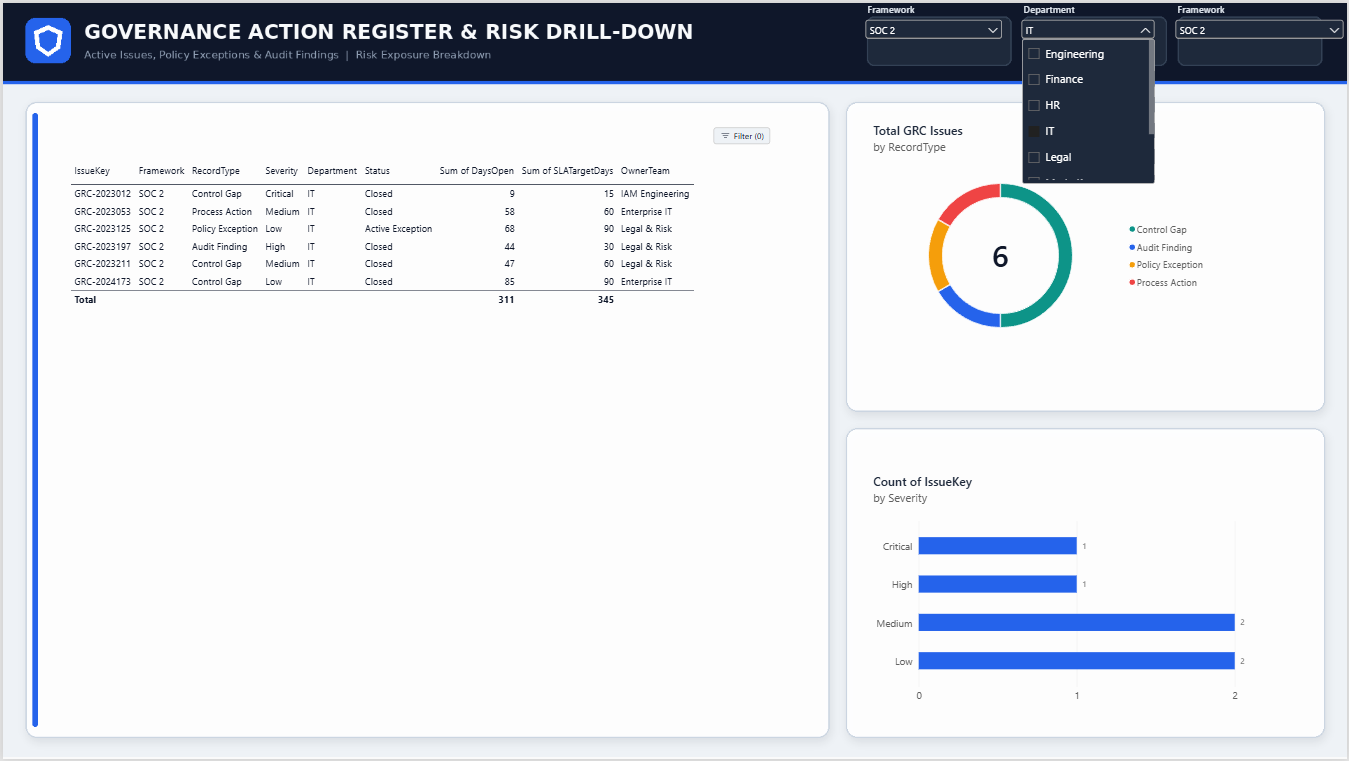 GOVERNANCE ACTION REGISTER & RISK DRILL-DOWN
Active Issues, Policy Exceptions & Audit Findings | Risk Exposure Breakdown
Framework
SOC 2
Department
IT
Engineering
Finance
HR
IT
Legal
Framework
SOC 2
Filter (0)
IssueKey Framework RecordType Severity Department Status Sum of DaysOpen Sum of SLATargetDays OwnerTeam
GRC-2023012 SOC 2 Control Gap Critical IT Closed 9 15 IAM Engineering
GRC-2023053 SOC 2 Process Action Medium IT Closed 58 60 Enterprise IT
GRC-2023125 SOC 2 Policy Exception Low IT Active Exception 68 90 Legal & Risk
GRC-2023197 SOC 2 Audit Finding High IT Closed 44 30 Legal & Risk
GRC-2023211 SOC 2 Control Gap Medium IT Closed 47 60 Legal & Risk
GRC-2024173 SOC 2 Control Gap Low IT Closed 85 90 Enterprise IT
Total 311 345
Total GRC Issues
by RecordType
6
Control Gap
Audit Finding
Policy Exception
Process Action
Count of IssueKey
by Severity
Critical 1
High 1
Medium 2
Low 2
0 1 2